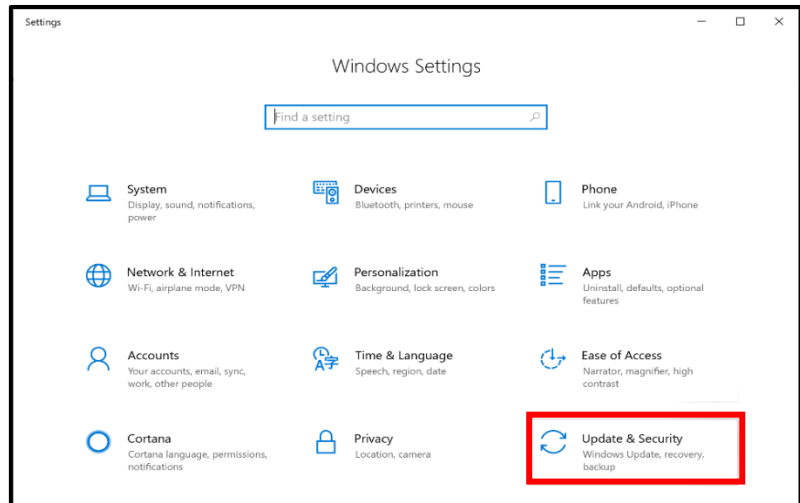 Settings
Windows Settings
Find a setting
System
Display, sound, notifications,
power
Devices
Bluetooth, printers, mouse
Phone
Link your Android, iPhone
Network & Internet
Wi-Fi, airplane mode, VPN
Personalization
Background, lock screen, colors
Apps
Uninstall, defaults, optional
features
Accounts
Your accounts, email, sync,
work, other people
Time & Language
Speech, region, date
Ease of Access
Narrator, magnifier, high
contrast
Cortana
Cortana language, permissions,
notifications
Privacy
Location, camera
Update & Security
Windows Update, recovery,
backup